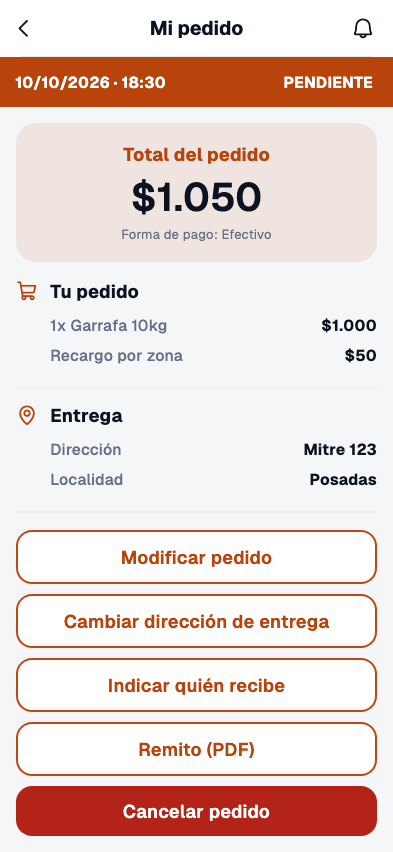 Mi pedido
10/10/2026 · 18:30 PENDIENTE
Total del pedido
$1.050
Forma de pago: Efectivo
Tu pedido
1x Garrafa 10kg $1.000
Recargo por zona $50
Entrega
Dirección Mitre 123
Localidad Posadas
Modificar pedido
Cambiar dirección de entrega
Indicar quién recibe
Remito (PDF)
Cancelar pedido